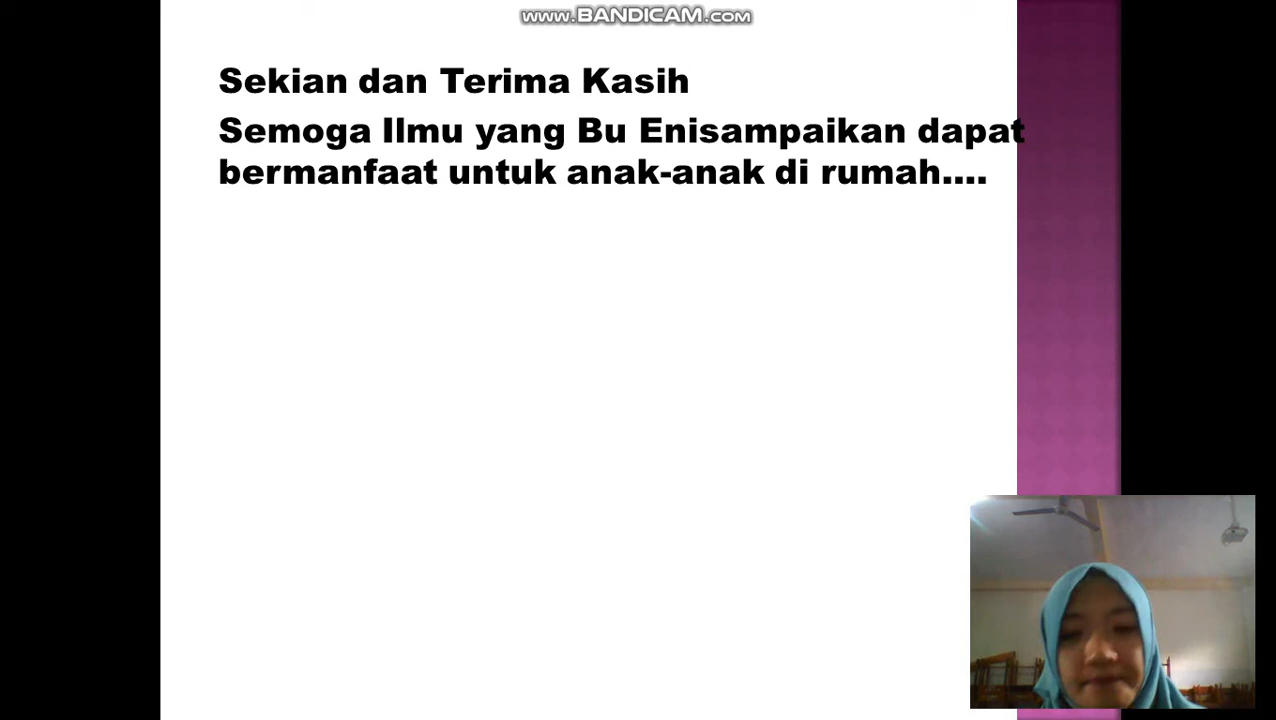 www.BANDICAM.com
Sekian dan Terima Kasih
Semoga Ilmu yang Bu Enisampaikan dapat
bermanfaat untuk anak-anak di rumah....